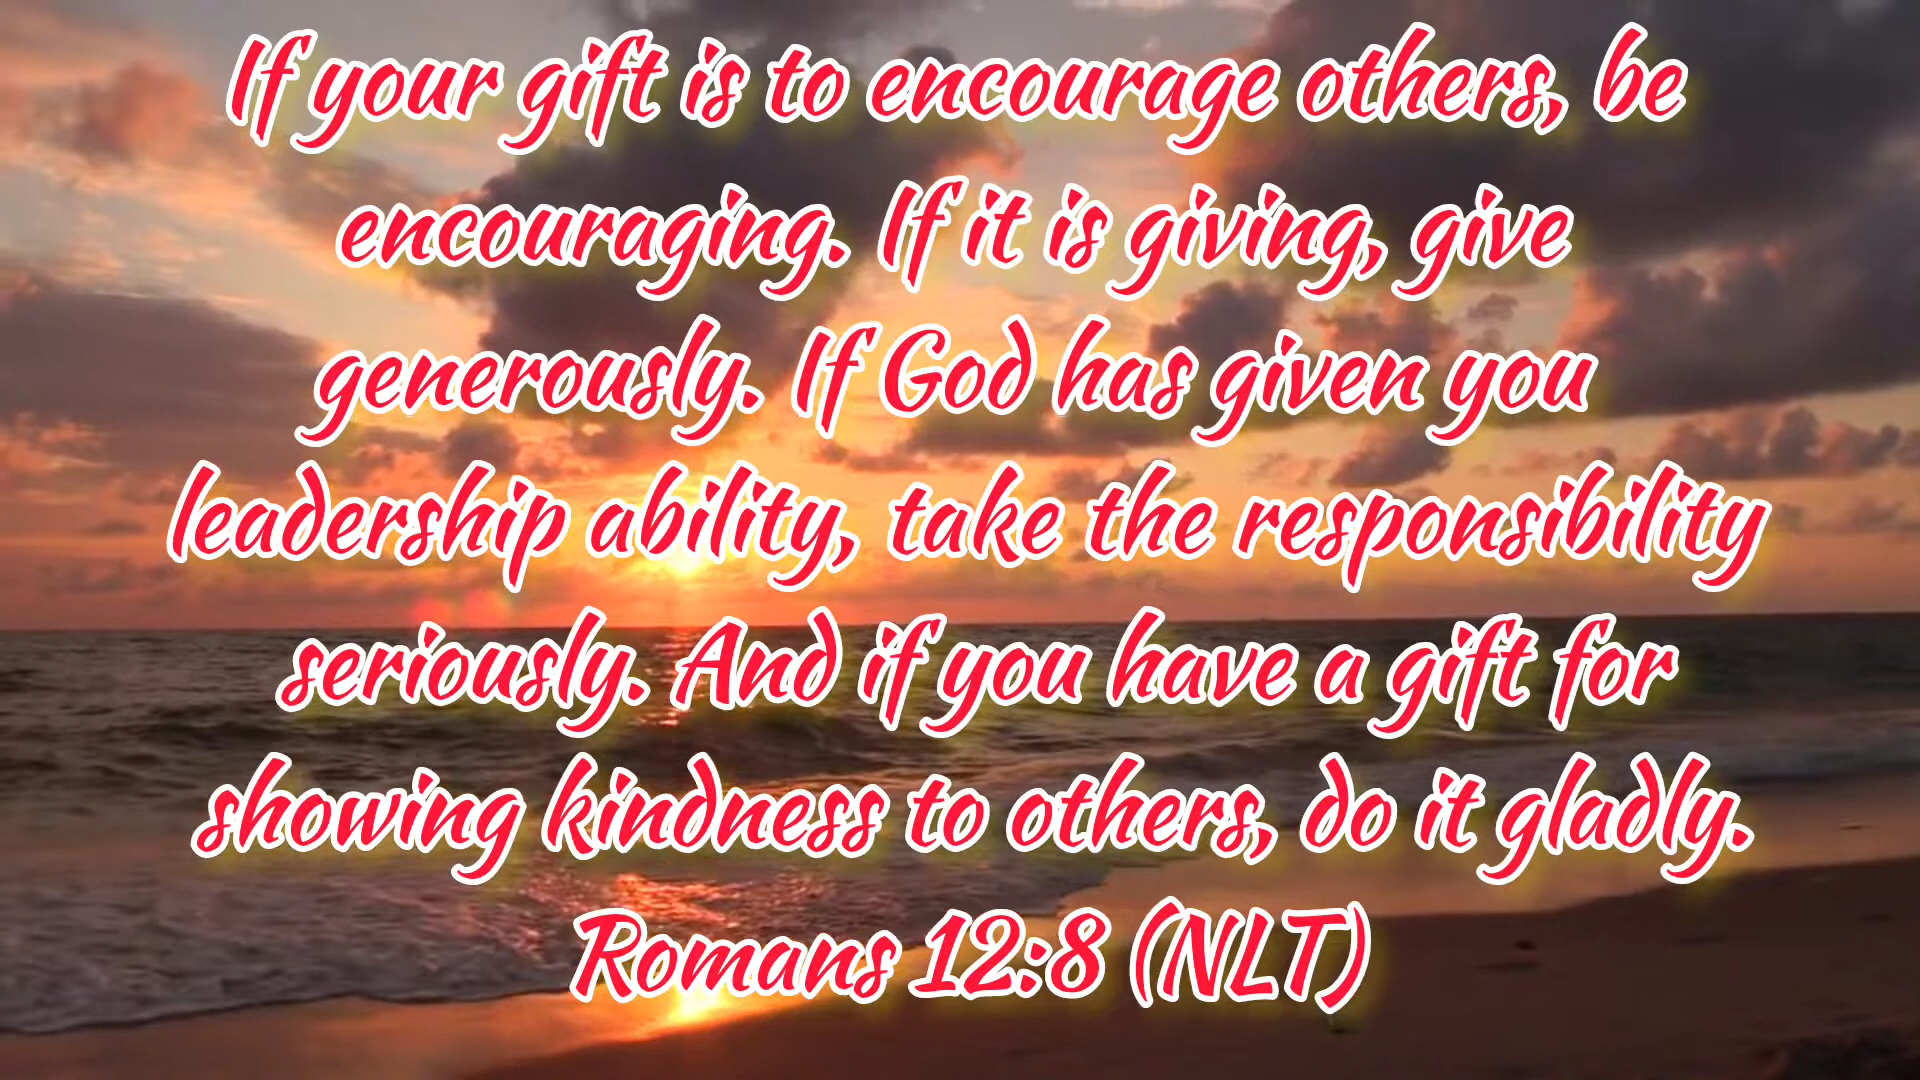 If your gift is to encourage others, be
encouraging. If it is giving, give
generously. If God has given you
leadership ability, take the responsibility
seriously. And if you have a gift for
showing kindness to others, do it gladly.
Romans 12:8 (NLT)